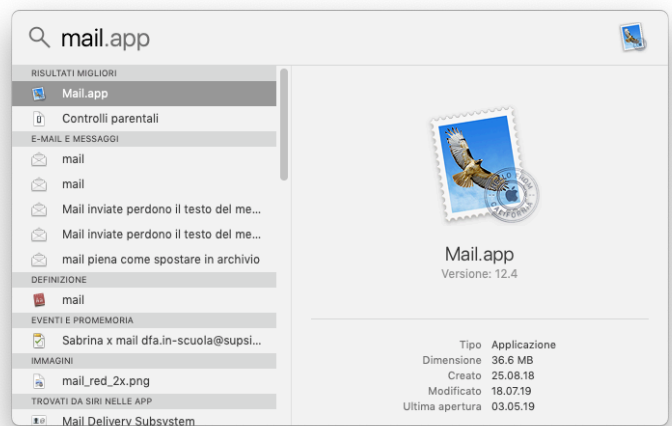 mail.app
RISULTATI MIGLIORI
Mail.app
Controlli parentali
E-MAIL E MESSAGGI
mail
mail
Mail inviate perdono il testo del me...
Mail inviate perdono il testo del me...
mail piena come spostare in archivio
DEFINIZIONE
mail
EVENTI E PROMEMORIA
Sabrina x mail dfa.in-scuola@supsi...
IMMAGINI
mail_red_2x.png
TROVATI DA SIRI NELLE APP
Mail Delivery Subsystem
HELLO FROM
CALIFORNIA
Mail.app
Versione: 12.4
Tipo Applicazione
Dimensione 36.6 MB
Creato 25.08.18
Modificato 18.07.19
Ultima apertura 03.05.19